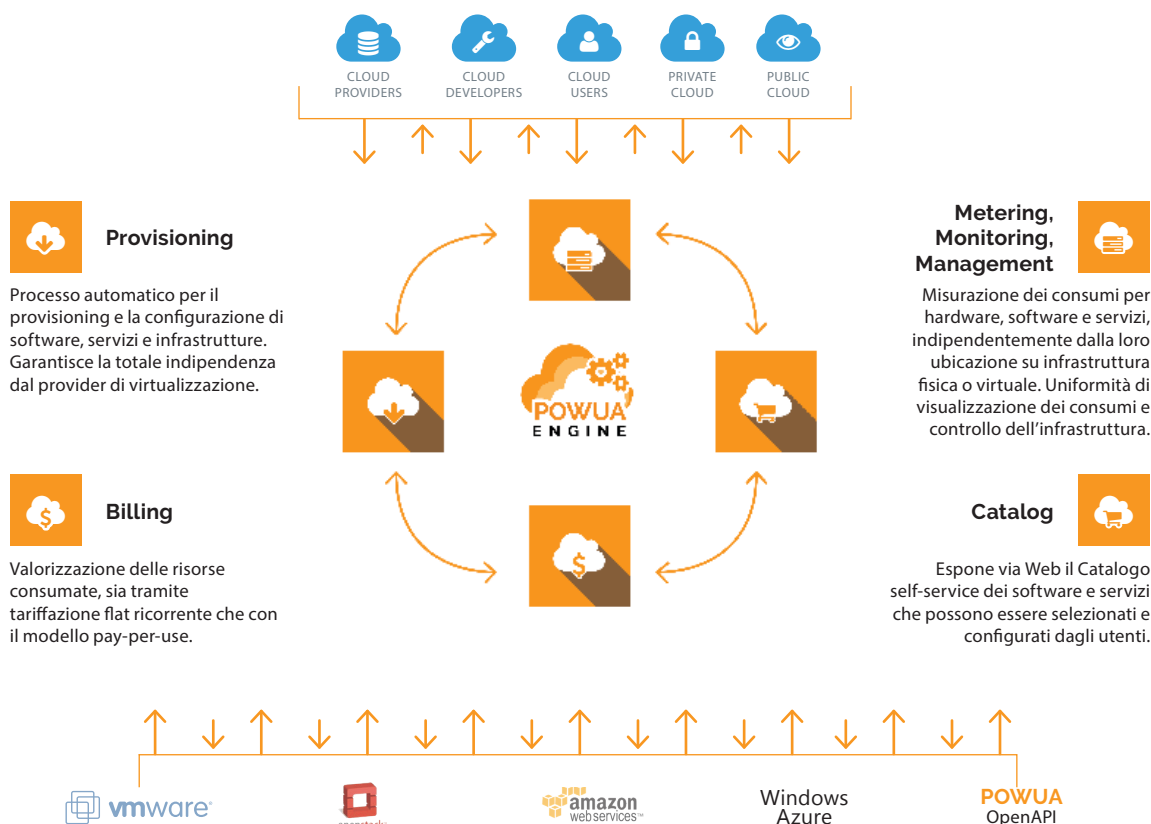 CLOUD
PROVIDERS
CLOUD
DEVELOPERS
CLOUD
USERS
PRIVATE
CLOUD
PUBLIC
CLOUD
Provisioning
Processo automatico per il
provisioning e la configurazione di
software, servizi e infrastrutture.
Garantisce la totale indipendenza
dal provider di virtualizzazione.
Metering,
Monitoring,
Management
Misurazione dei consumi per
hardware, software e servizi,
indipendentemente dalla loro
ubicazione su infrastruttura
fisica o virtuale. Uniformità di
visualizzazione dei consumi e
controllo dell’infrastruttura.
POWUA
ENGINE
$
$
Billing
Valorizzazione delle risorse
consumate, sia tramite
tariffazione flat ricorrente che con
il modello pay-per-use.
Catalog
Espone via Web il Catalogo
self-service dei software e servizi
che possono essere selezionati e
configurati dagli utenti.
vmware
amazon
webservices™
Windows
Azure
POWUA
OpenAPI